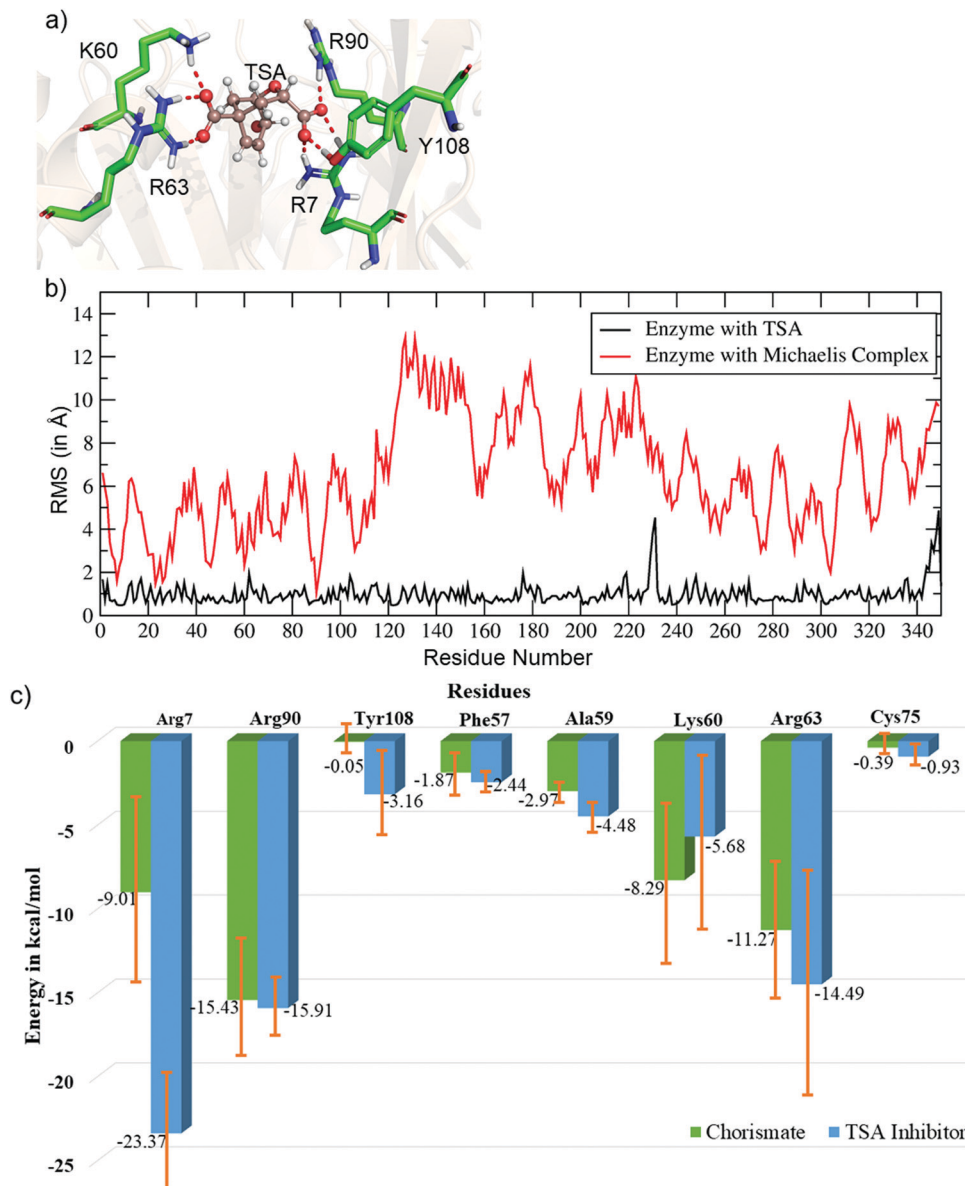 a)
K60
TSA
R90
R63
Y108
R7
b)
14
12
10
8
6
4
2
0
RMS (in Å)
Enzyme with TSA
Enzyme with Michaelis Complex
0 20 40 60 80 100 120 140 160 180 200 220 240 260 280 300 320 340
Residue Number
c)
Residues
Arg7 Arg90 Tyr108 Phe57 Ala59 Lys60 Arg63 Cys75
0
-5
-10
-15
-20
-25
Energy in kcal/mol
-9.01
-23.37
-15.43
-15.91
-0.05
-3.16
-1.87
-2.44
-2.97
-4.48
-8.29
-5.68
-11.27
-14.49
-0.39
-0.93
Chorismate TSA Inhibitor